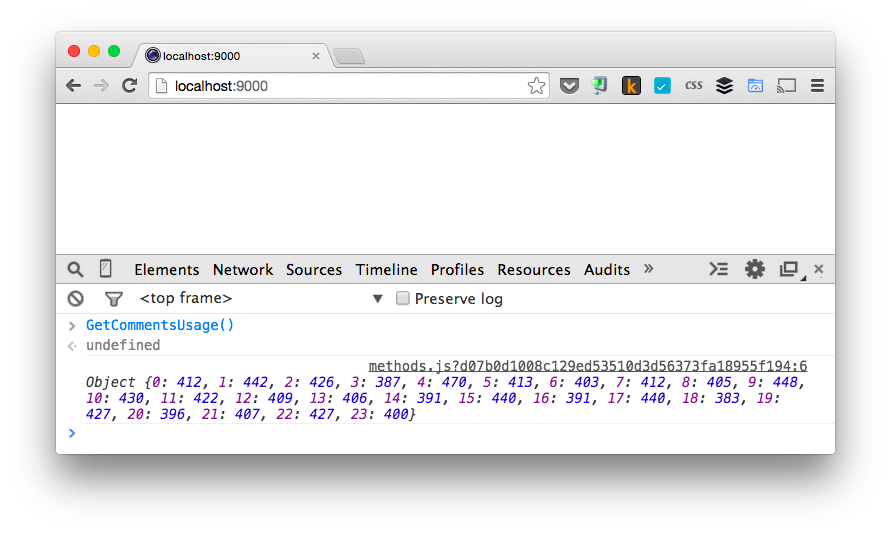 localhost:9000
localhost:9000
k
CSS
Elements Network Sources Timeline Profiles Resources Audits »
<top frame> Preserve log
GetCommentsUsage()
undefined
methods.js?d07b0d1008c129ed53510d3d56373fa18955f194:6
Object {0: 412, 1: 442, 2: 426, 3: 387, 4: 470, 5: 413, 6: 403, 7: 412, 8: 405, 9: 448,
10: 430, 11: 422, 12: 409, 13: 406, 14: 391, 15: 440, 16: 391, 17: 440, 18: 383, 19:
427, 20: 396, 21: 407, 22: 427, 23: 400}